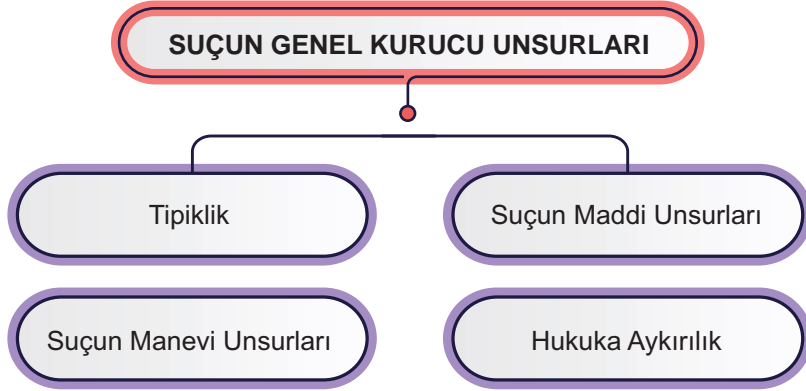 SUÇUN GENEL KURUCU UNSURLARI
Tipiklik
Suçun Maddi Unsurları
Suçun Manevi Unsurları
Hukuka Aykırılık